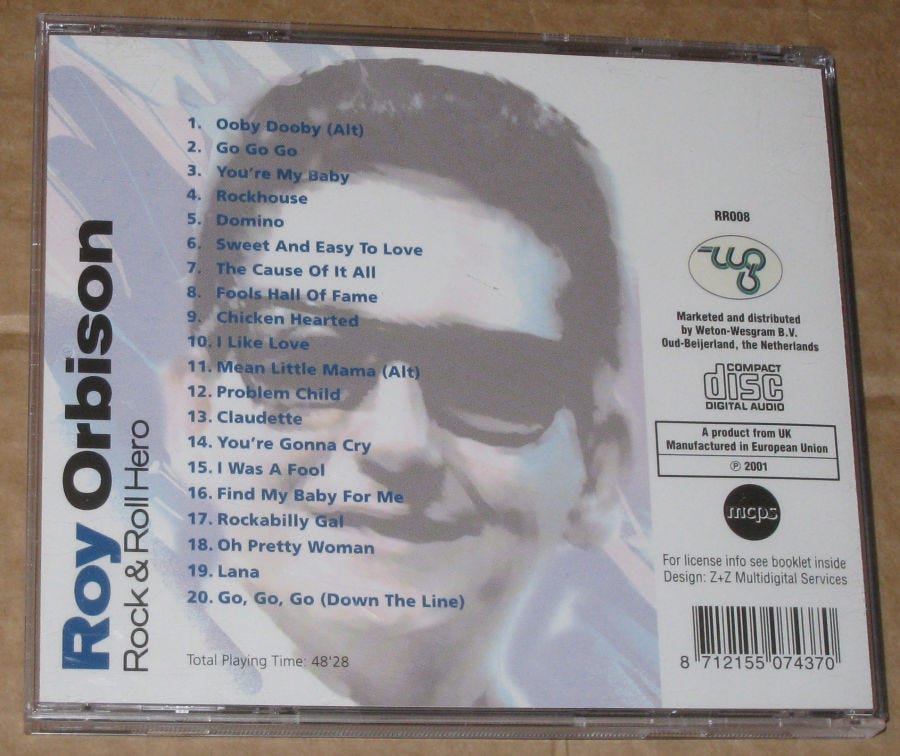 Roy Orbison
Rock & Roll Hero
1. Ooby Dooby (Alt)
2. Go Go Go
3. You're My Baby
4. Rockhouse
5. Domino
6. Sweet And Easy To Love
7. The Cause Of It All
8. Fools Hall Of Fame
9. Chicken Hearted
10. I Like Love
11. Mean Little Mama (Alt)
12. Problem Child
13. Claudette
14. You're Gonna Cry
15. I Was A Fool
16. Find My Baby For Me
17. Rockabilly Gal
18. Oh Pretty Woman
19. Lana
20. Go, Go, Go (Down The Line)
Total Playing Time: 48'28
RR008
wg
Marketed and distributed
by Weton-Wesgram B.V.
Oud-Beijerland, the Netherlands
COMPACT
disc
DIGITAL AUDIO
A product from UK
Manufactured in European Union
℗ 2001
mcps
For license info see booklet inside
Design: Z+Z Multidigital Services
8 712155 074370